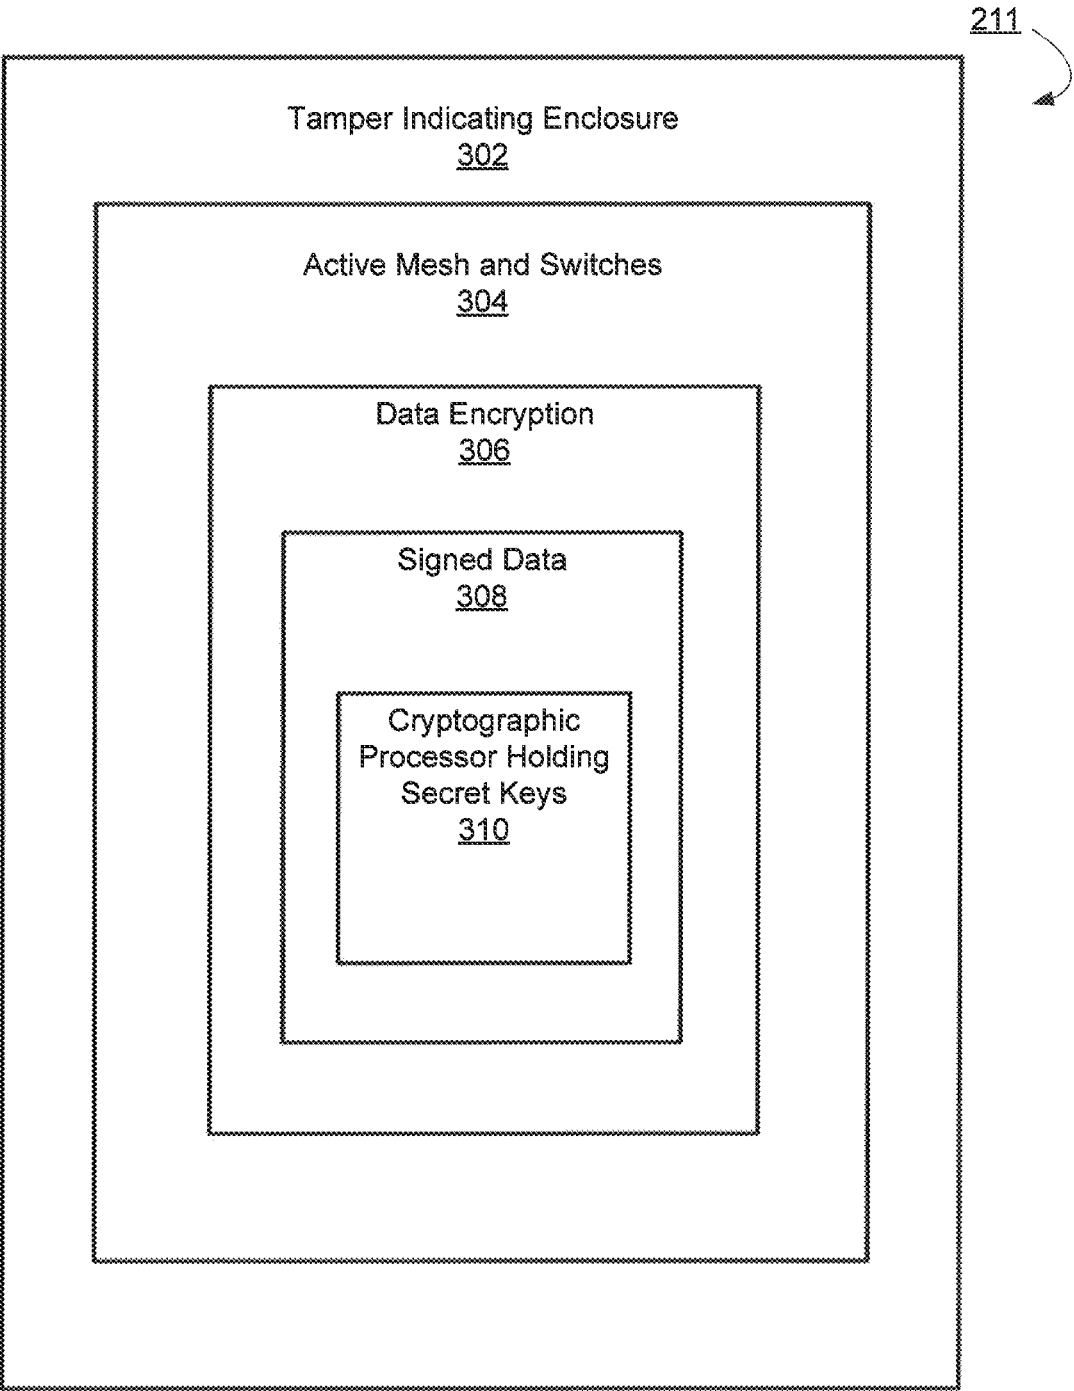 211
Tamper Indicating Enclosure
302
Active Mesh and Switches
304
Data Encryption
306
Signed Data
308
Cryptographic
Processor Holding
Secret Keys
310